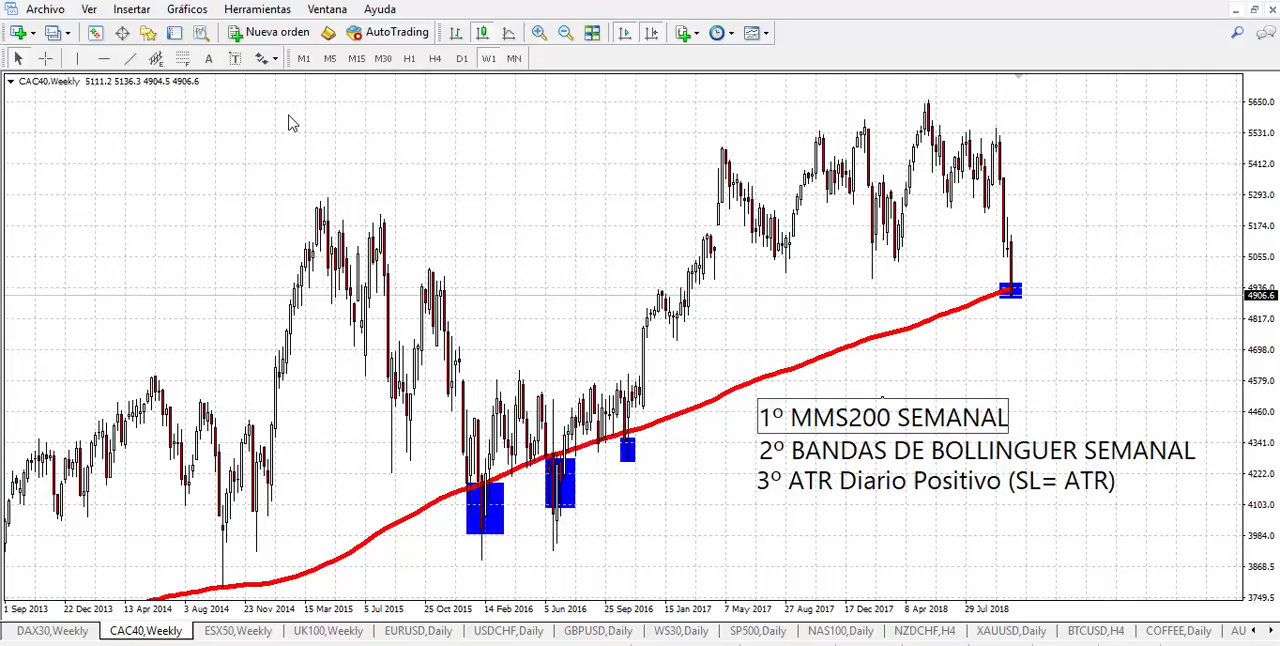 Archivo Ver Insertar Gráficos Herramientas Ventana Ayuda
Nueva orden AutoTrading
A T M1 M5 M15 M30 H1 H4 D1 W1 MN
CAC40,Weekly 5111.2 5136.3 4904.5 4906.6
5650.0
5531.0
5412.0
5293.0
5174.0
5055.0
4936.0
4906.6
4817.0
4698.0
4579.0
4460.0
4341.0
4222.0
4103.0
3984.0
3868.5
3749.5
1º MMS200 SEMANAL
2º BANDAS DE BOLLINGUER SEMANAL
3º ATR Diario Positivo (SL= ATR)
1 Sep 2013 22 Dec 2013 13 Apr 2014 3 Aug 2014 23 Nov 2014 15 Mar 2015 5 Jul 2015 25 Oct 2015 14 Feb 2016 5 Jun 2016 25 Sep 2016 15 Jan 2017 7 May 2017 27 Aug 2017 17 Dec 2017 8 Apr 2018 29 Jul 2018
DAX30,Weekly CAC40,Weekly ESX50,Weekly UK100,Weekly EURUSD,Daily USDCHF,Daily GBPUSD,Daily WS30,Daily SP500,Daily NAS100,Daily NZDCHF,H4 XAUUSD,Daily BTCUSD,H4 COFFEE,Daily AU